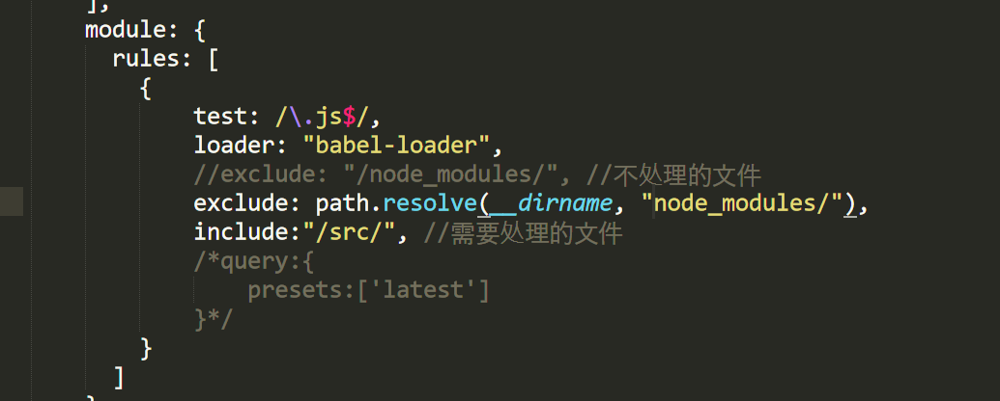 ],
module: {
rules: [
{
test: /\.js$/,
loader: "babel-loader",
//exclude: "/node_modules/", //不处理的文件
exclude: path.resolve(__dirname, "node_modules/"),
include:"/src/", //需要处理的文件
/*query:{
presets:['latest']
}*/
}
]
}